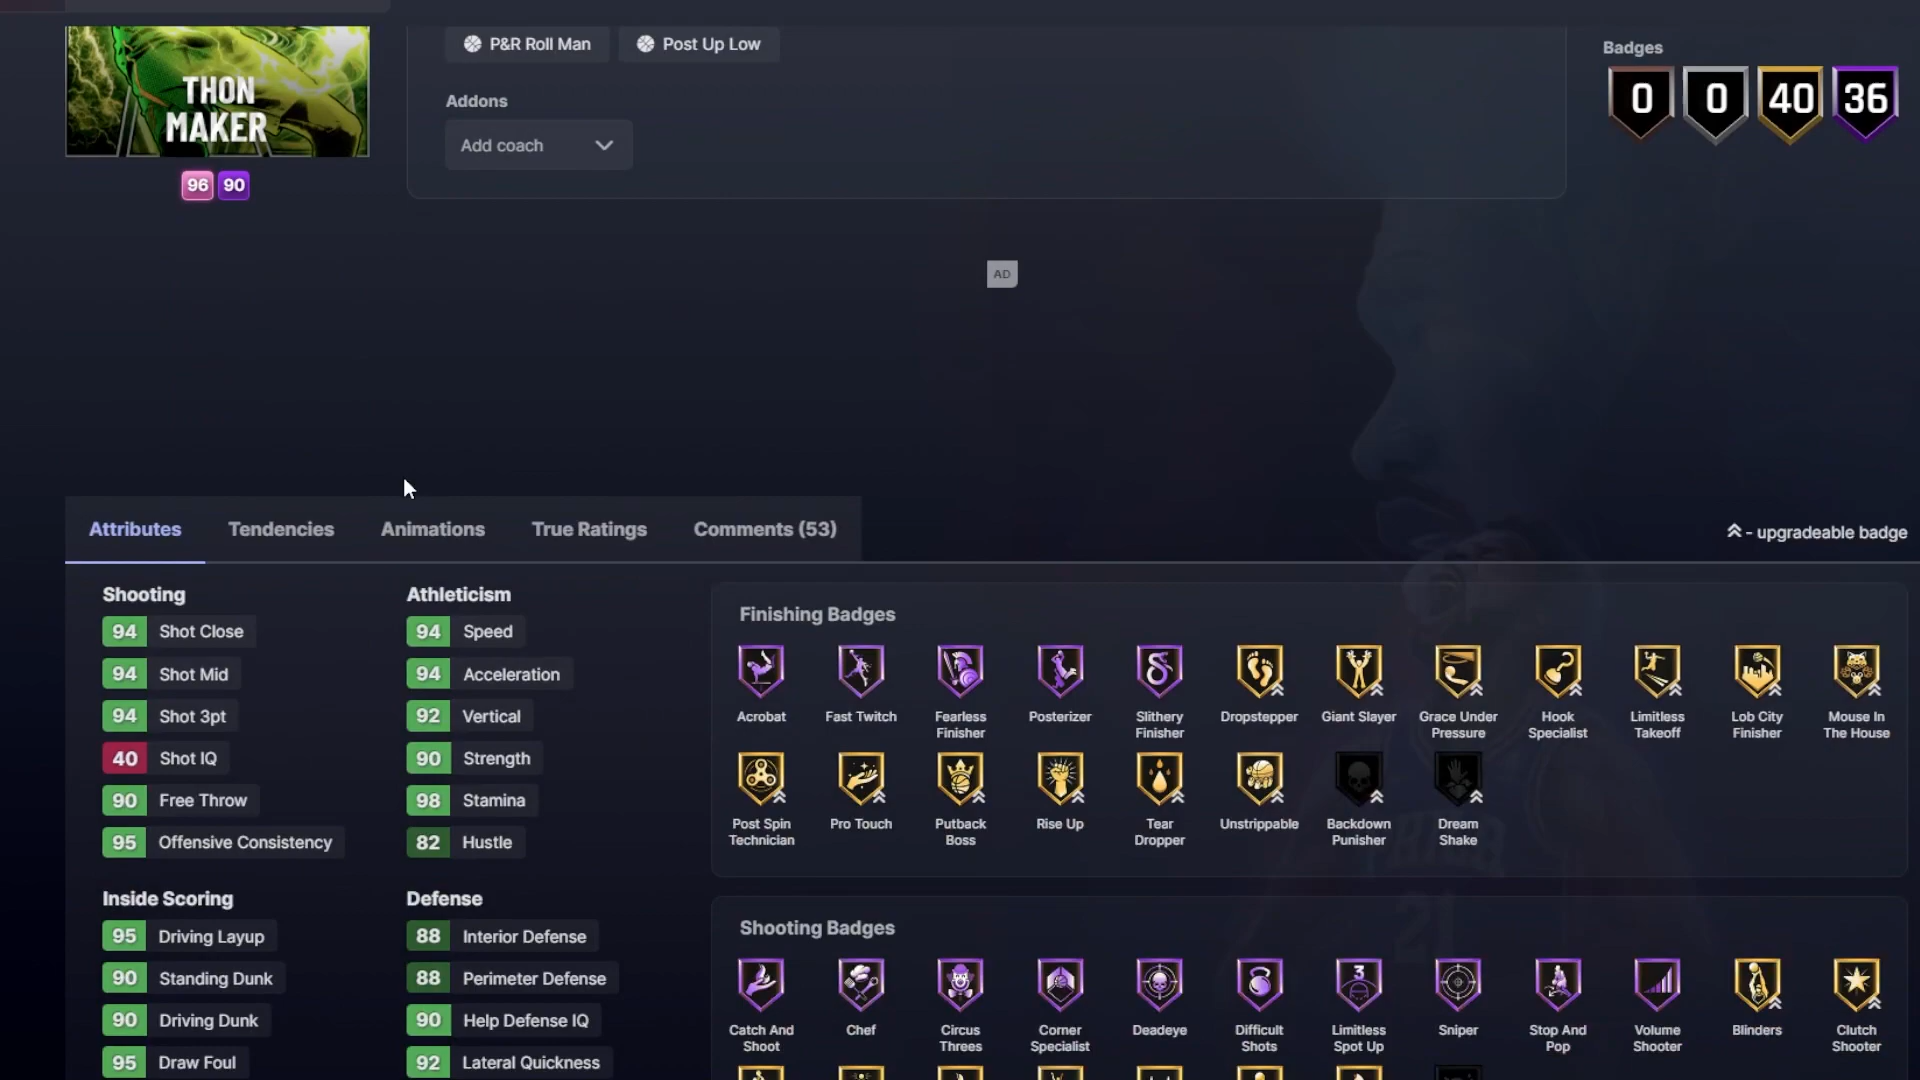 THON
MAKER
96 90
P&R Roll Man Post Up Low
Addons
Add coach
Badges
0 0 40 36
AD
Attributes Tendencies Animations True Ratings Comments (53)
- upgradeable badge
Shooting
94 Shot Close
94 Shot Mid
94 Shot 3pt
40 Shot IQ
90 Free Throw
95 Offensive Consistency
Athleticism
94 Speed
94 Acceleration
92 Vertical
90 Strength
98 Stamina
82 Hustle
Inside Scoring
95 Driving Layup
90 Standing Dunk
90 Driving Dunk
95 Draw Foul
Defense
88 Interior Defense
88 Perimeter Defense
90 Help Defense IQ
92 Lateral Quickness
Finishing Badges
Acrobat
Fast Twitch
Fearless
Finisher
Posterizer
Slithery
Finisher
Dropstepper
Giant Slayer
Grace Under
Pressure
Hook
Specialist
Limitless
Takeoff
Lob City
Finisher
Mouse In
The House
Post Spin
Technician
Pro Touch
Putback
Boss
Rise Up
Tear
Dropper
Unstrippable
Backdown
Punisher
Dream
Shake
Shooting Badges
Catch And
Shoot
Chef
Circus
Threes
Corner
Specialist
Deadeye
Difficult
Shots
3
Limitless
Spot Up
Sniper
Stop And
Pop
Volume
Shooter
Blinders
Clutch
Shooter
21